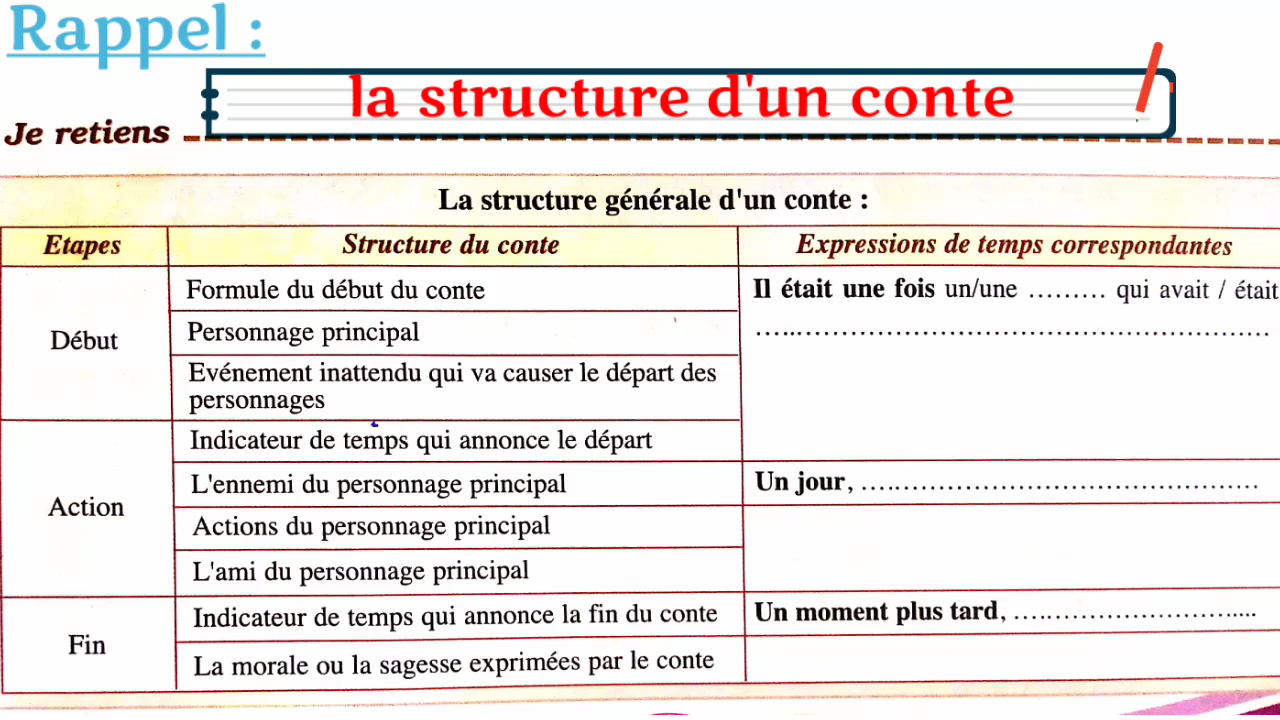 Rappel :
la structure d'un conte
Je retiens
La structure générale d'un conte :
Etapes Structure du conte Expressions de temps correspondantes
Début
Formule du début du conte
Personnage principal
Evénement inattendu qui va causer le départ des
personnages
Il était une fois un/une ……… qui avait / était
……………………………………………………
Action
Indicateur de temps qui annonce le départ
L'ennemi du personnage principal
Un jour, ………………………………………
Actions du personnage principal
L'ami du personnage principal
Fin
Indicateur de temps qui annonce la fin du conte
Un moment plus tard, ………………………....
La morale ou la sagesse exprimées par le conte